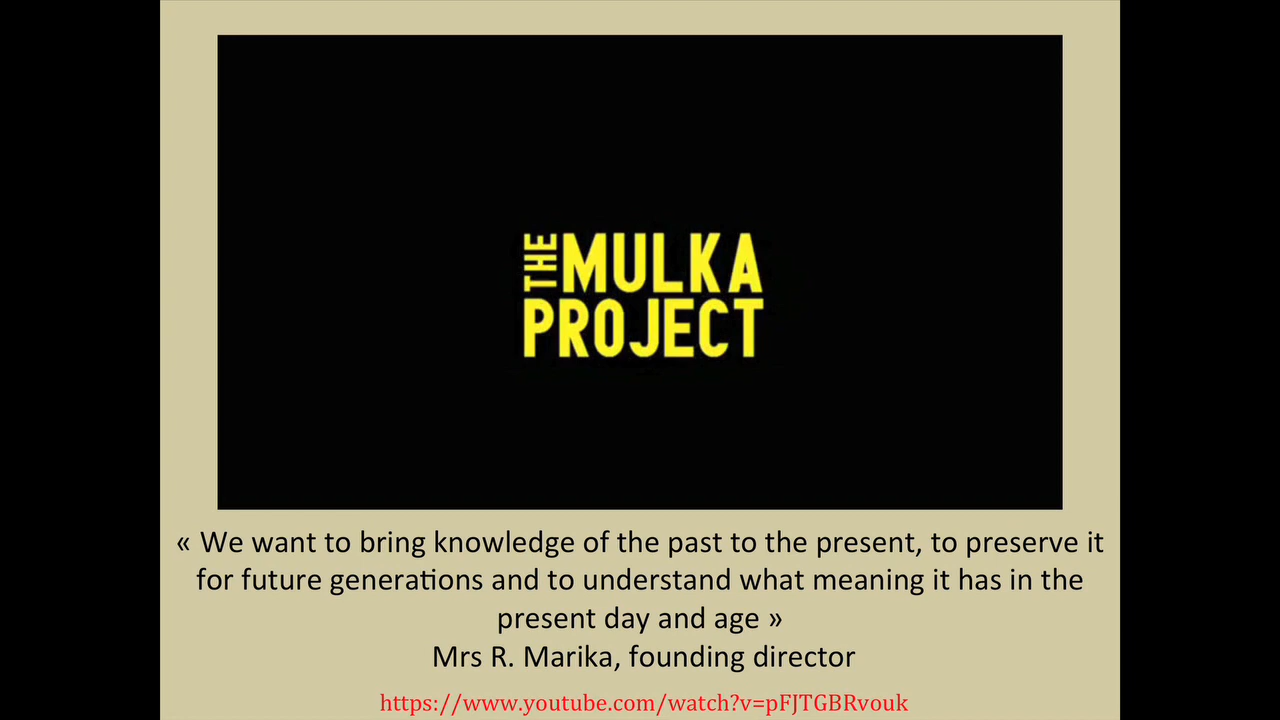 THE MULKA
PROJECT
« We want to bring knowledge of the past to the present, to preserve it
for future generations and to understand what meaning it has in the
present day and age »
Mrs R. Marika, founding director
https://www.youtube.com/watch?v=pFJTGBRvouk